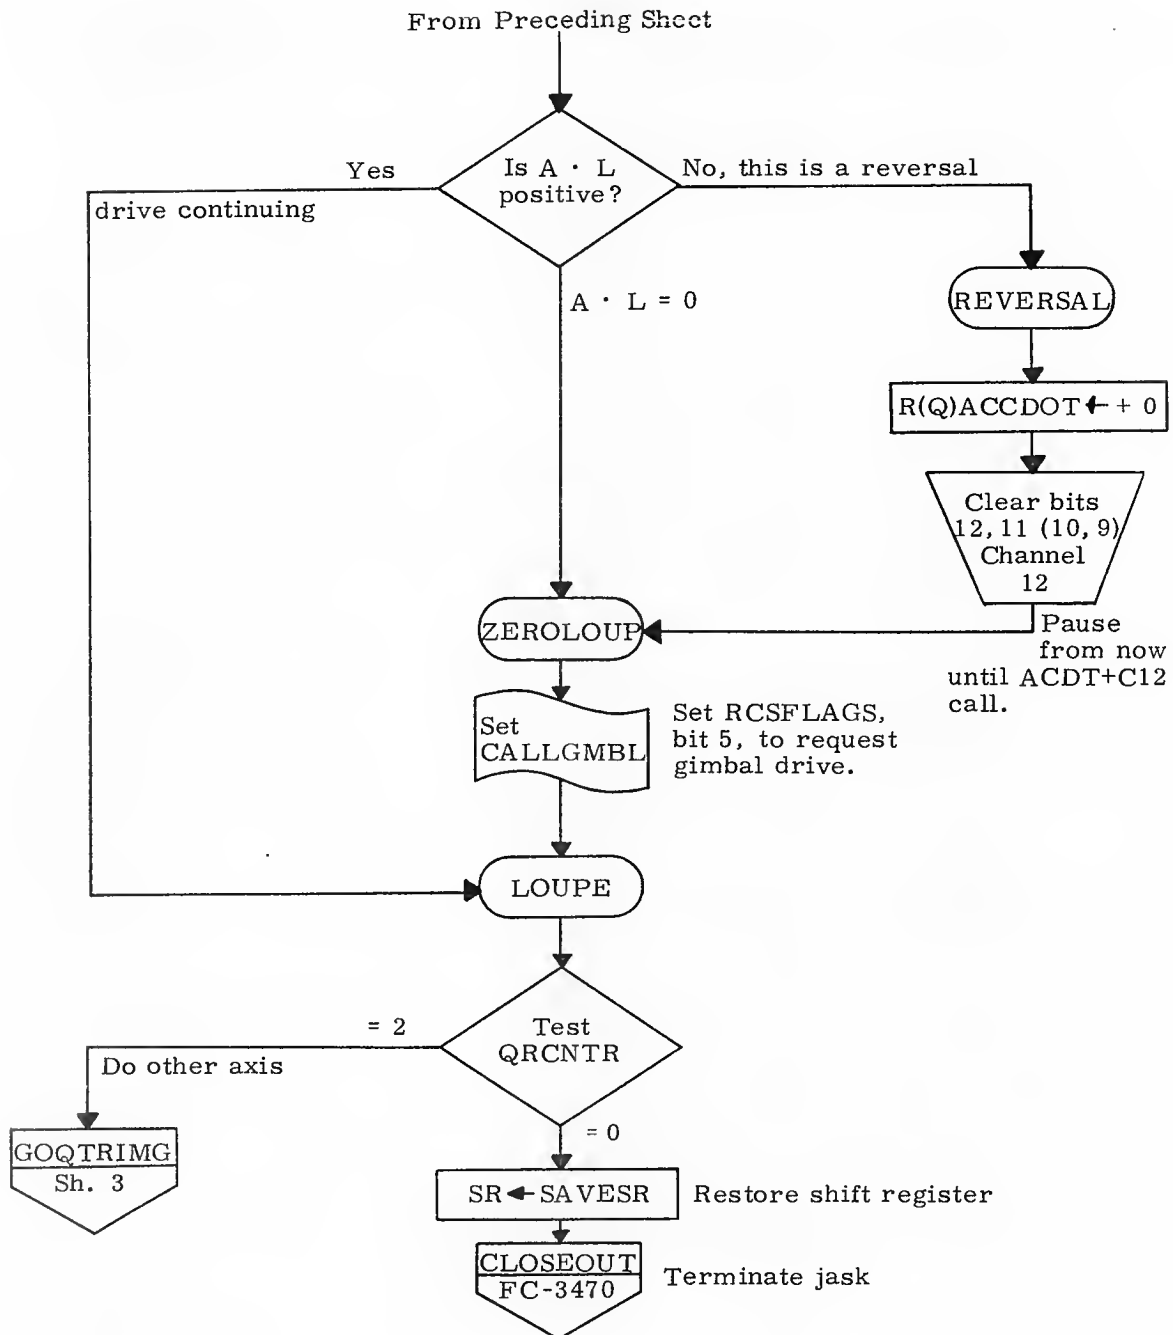 From Preceding Sheet
Is A · L
positive?
Yes
drive continuing
No, this is a reversal
A · L = 0
REVERSAL
R(Q)ACCDOT ← + 0
Clear bits
12, 11 (10, 9)
Channel
12
Pause
from now
until ACDT+C12
call.
ZEROLOUP
Set
CALLGMBL
Set RCSFLAGS,
bit 5, to request
gimbal drive.
LOUPE
Test
QRCNTR
= 2
Do other axis
GOQTRIMG
Sh. 3
= 0
SR ← SAVESR
Restore shift register
CLOSEOUT
FC-3470
Terminate jask